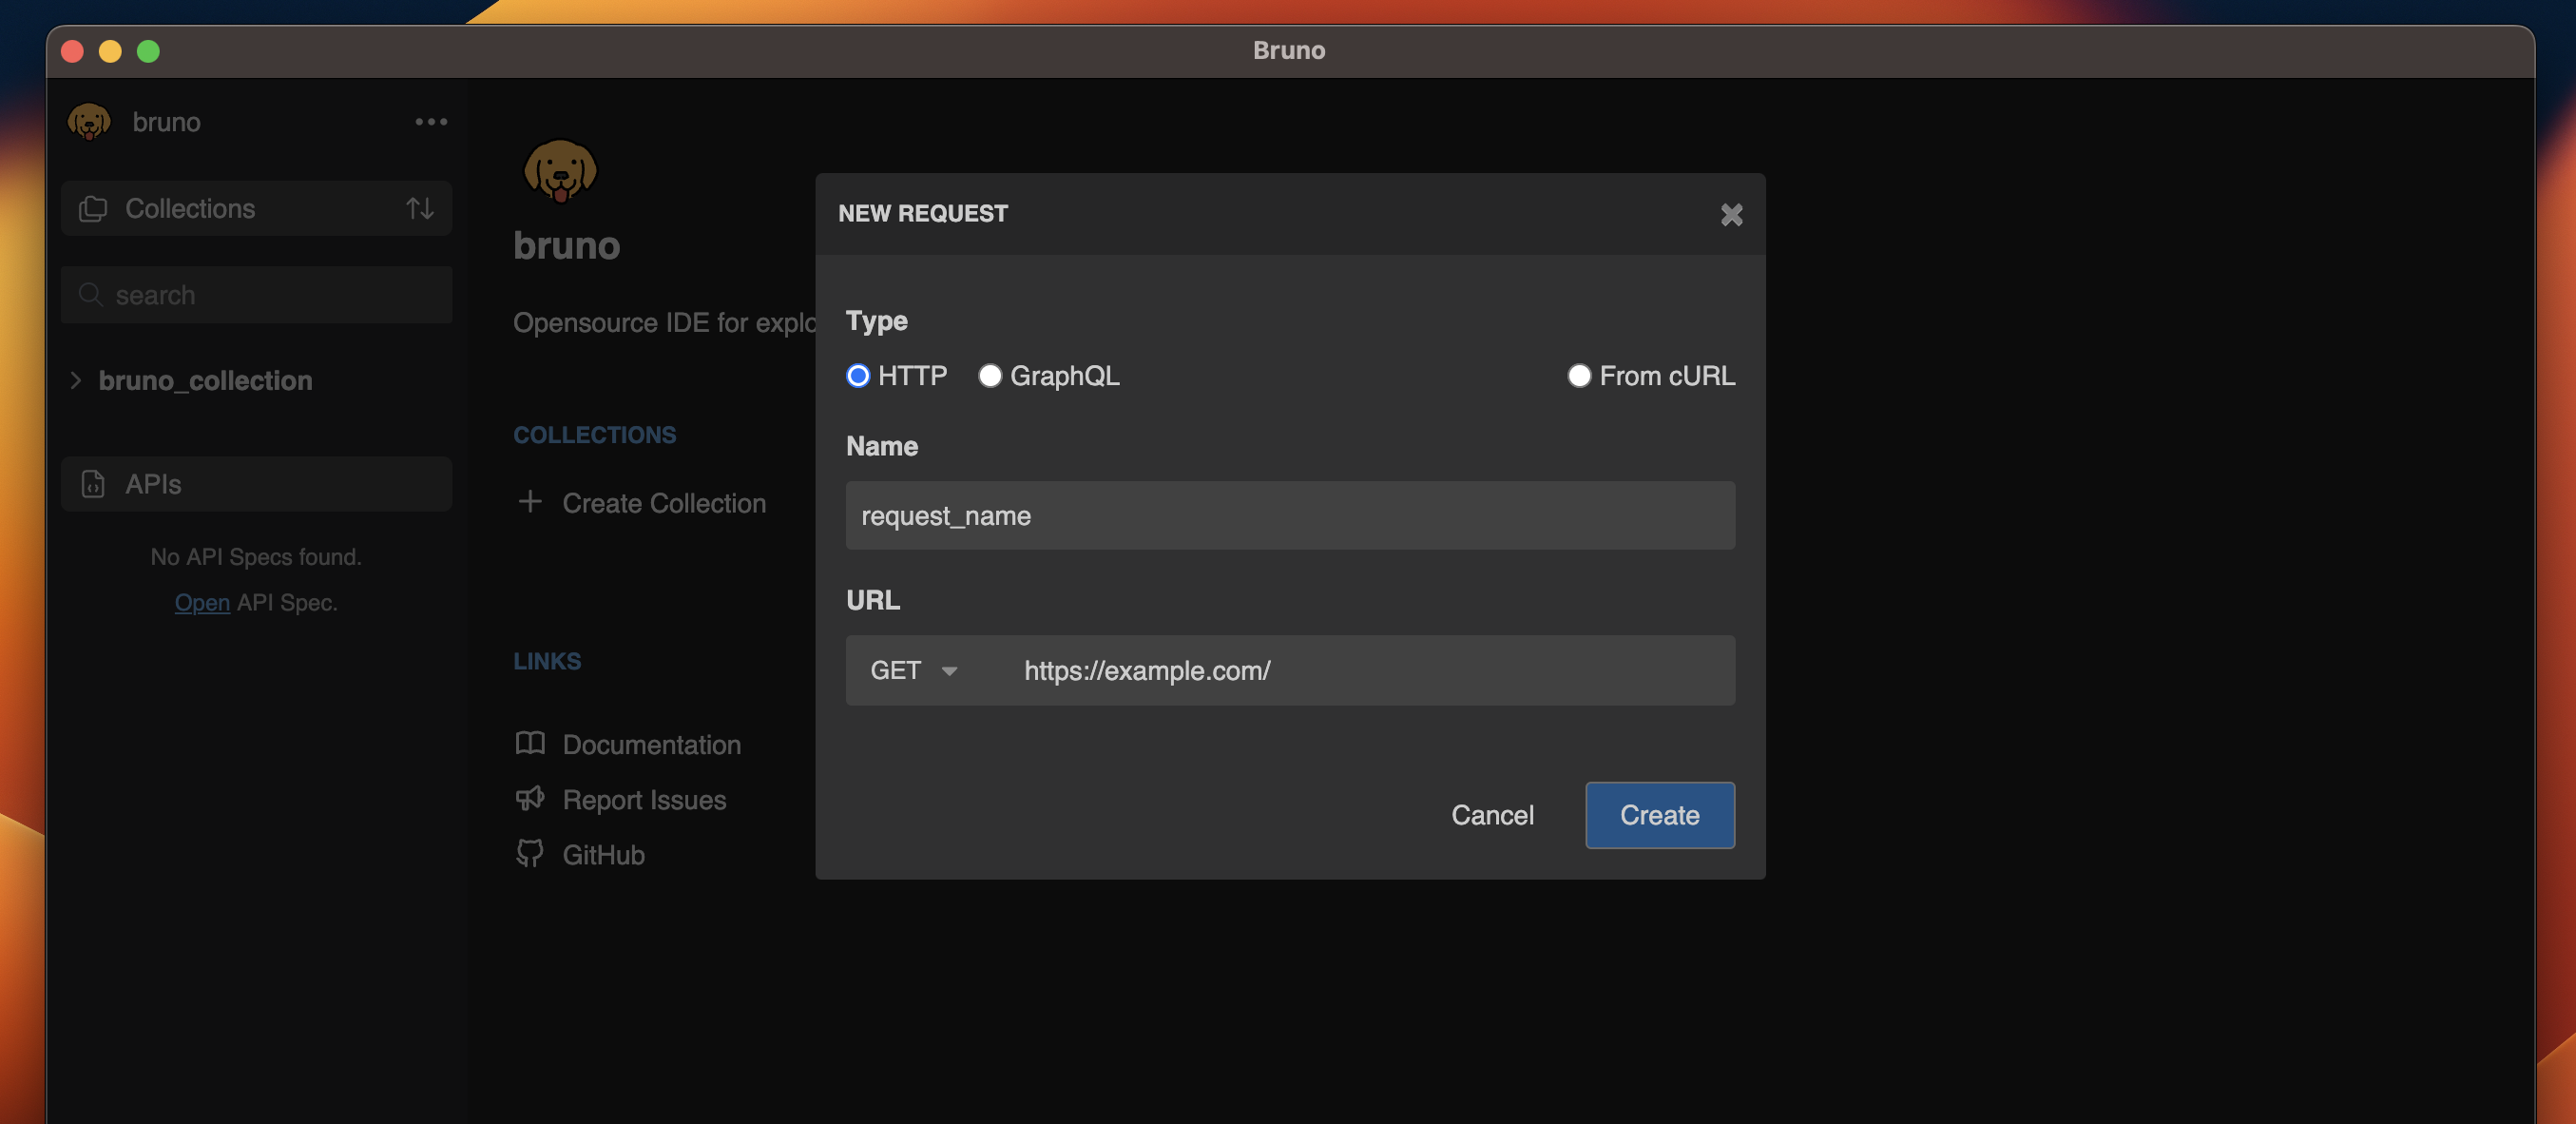 Bruno
bruno
Collections
search
bruno_collection
APIs
No API Specs found.
Open API Spec.
bruno
Opensource IDE for explo
COLLECTIONS
Create Collection
LINKS
Documentation
Report Issues
GitHub
NEW REQUEST
Type
HTTP GraphQL From cURL
Name
request_name
URL
GET https://example.com/
Cancel Create